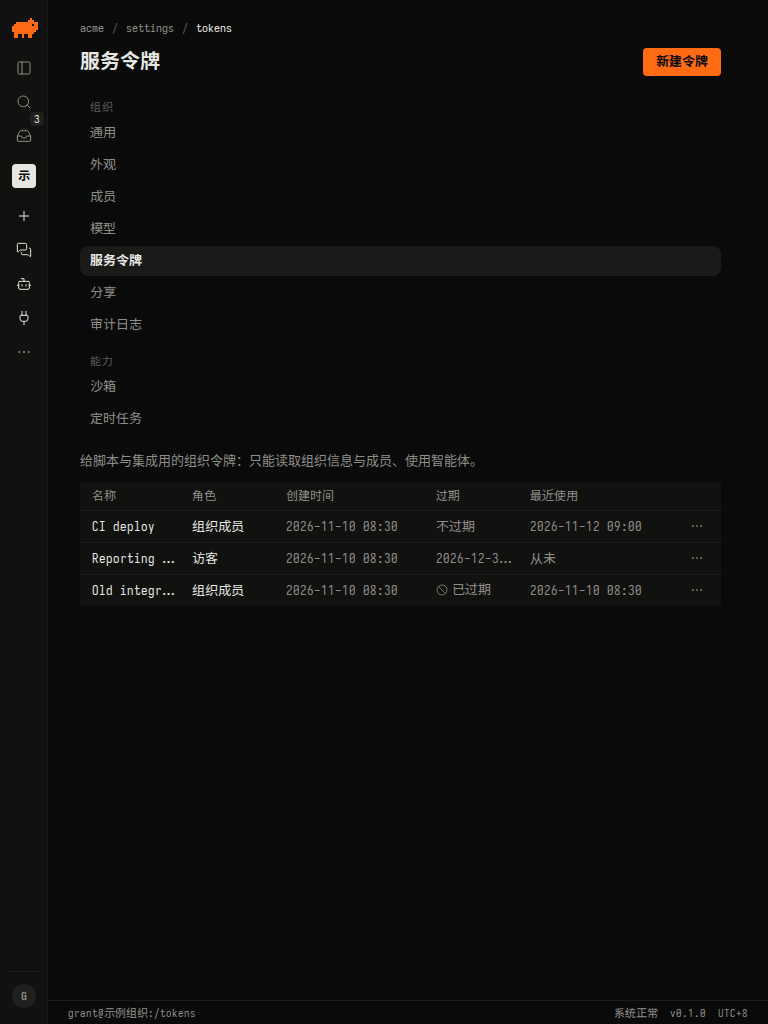 acme / settings / tokens
服务令牌
新建令牌
3
示
组织
通用
外观
成员
模型
服务令牌
分享
审计日志
能力
沙箱
定时任务
给脚本与集成用的组织令牌：只能读取组织信息与成员、使用智能体。
名称 角色 创建时间 过期 最近使用
CI deploy 组织成员 2026-11-10 08:30 不过期 2026-11-12 09:00 ...
Reporting ... 访客 2026-11-10 08:30 2026-12-3... 从未 ...
Old integr... 组织成员 2026-11-10 08:30 已过期 2026-11-10 08:30 ...
G
grant@示例组织:/tokens 系统正常 v0.1.0 UTC+8